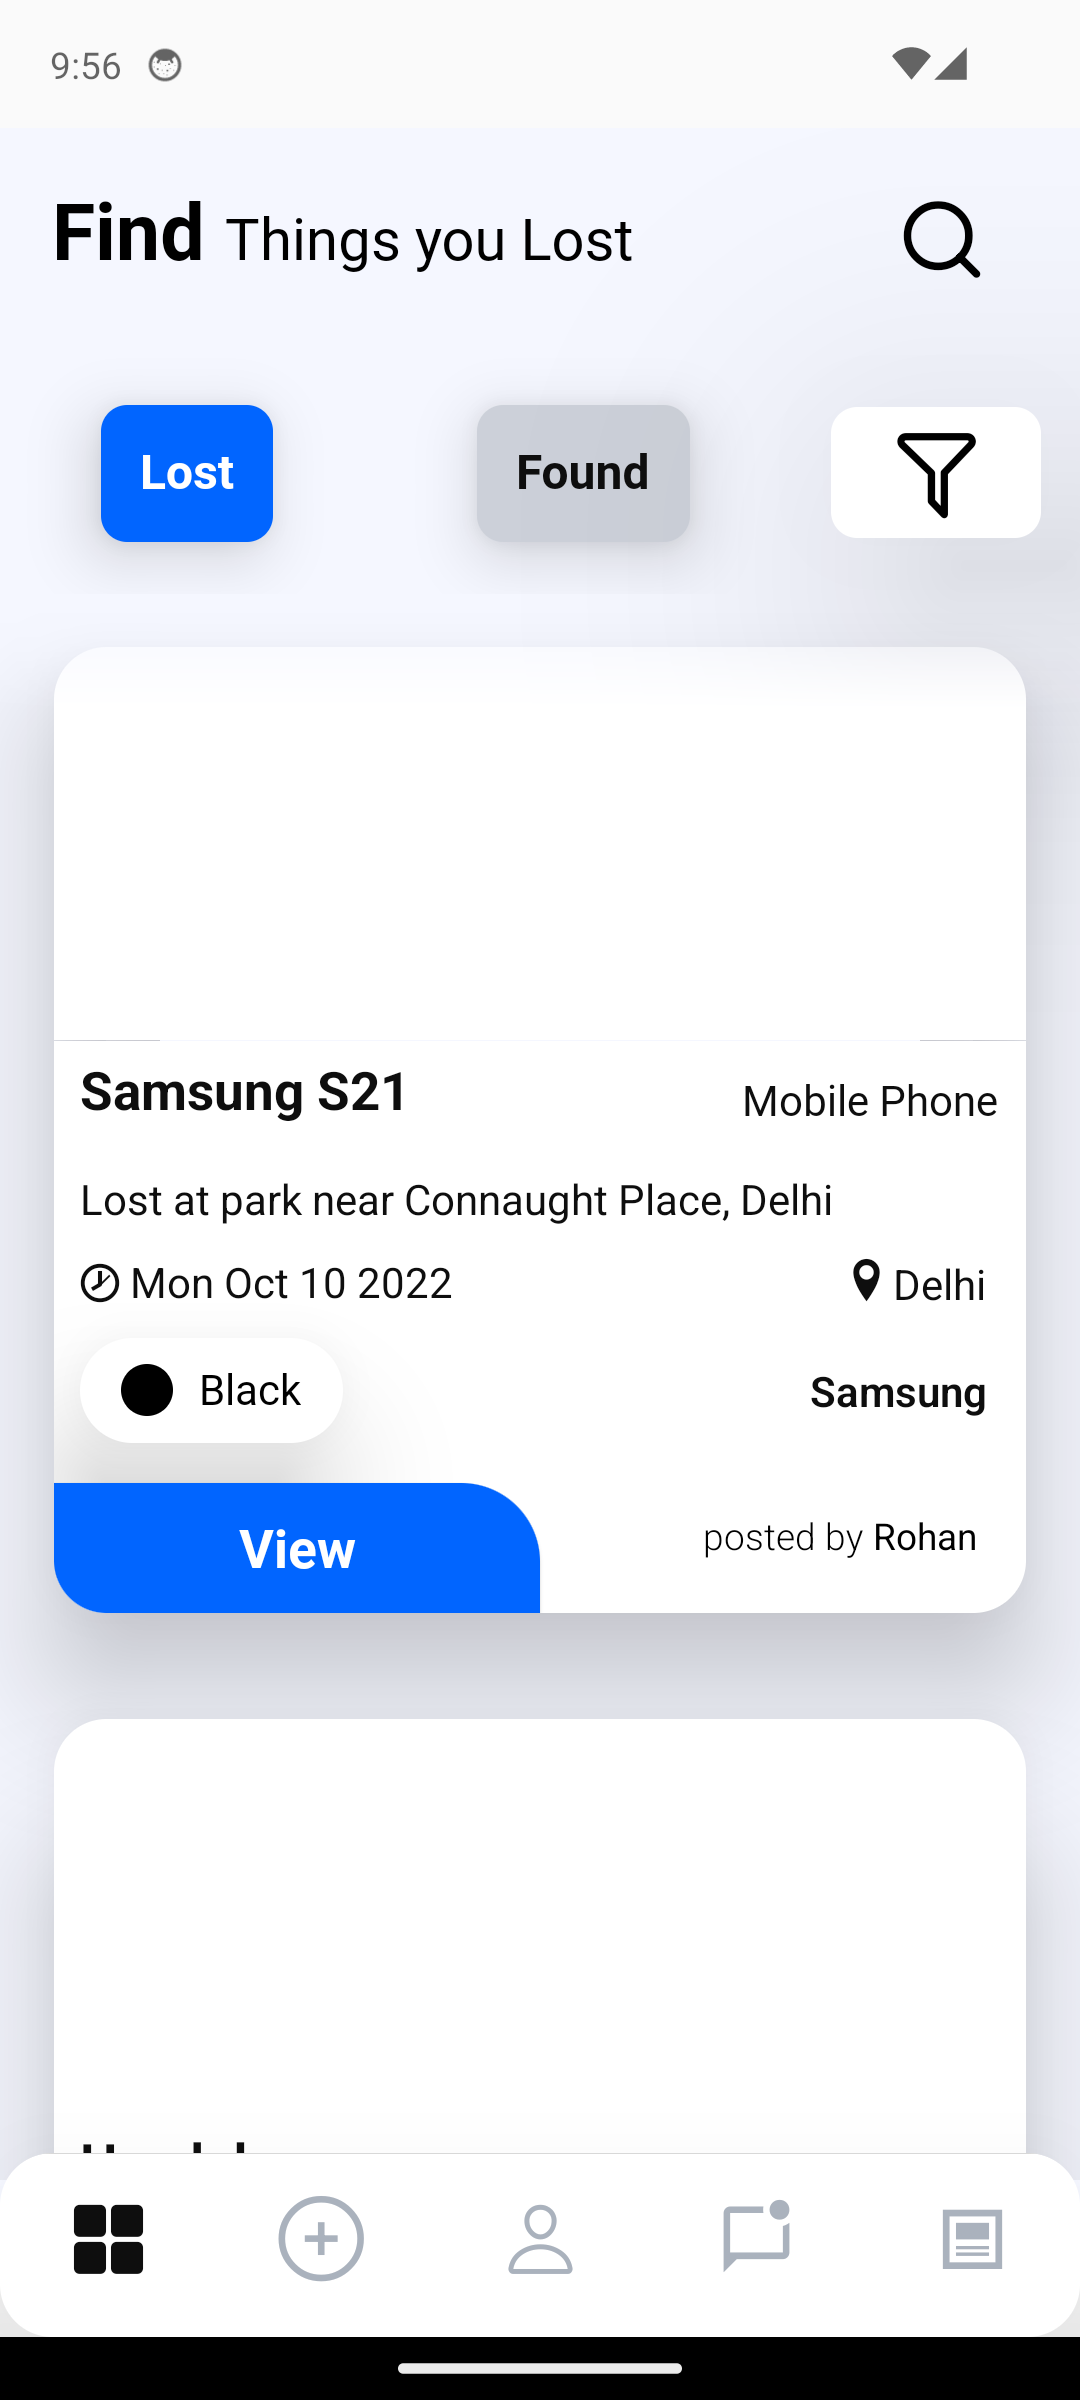 9:56
Find Things you Lost
Lost
Found
Samsung S21
Mobile Phone
Lost at park near Connaught Place, Delhi
Mon Oct 10 2022
Delhi
Black
Samsung
View
posted by Rohan